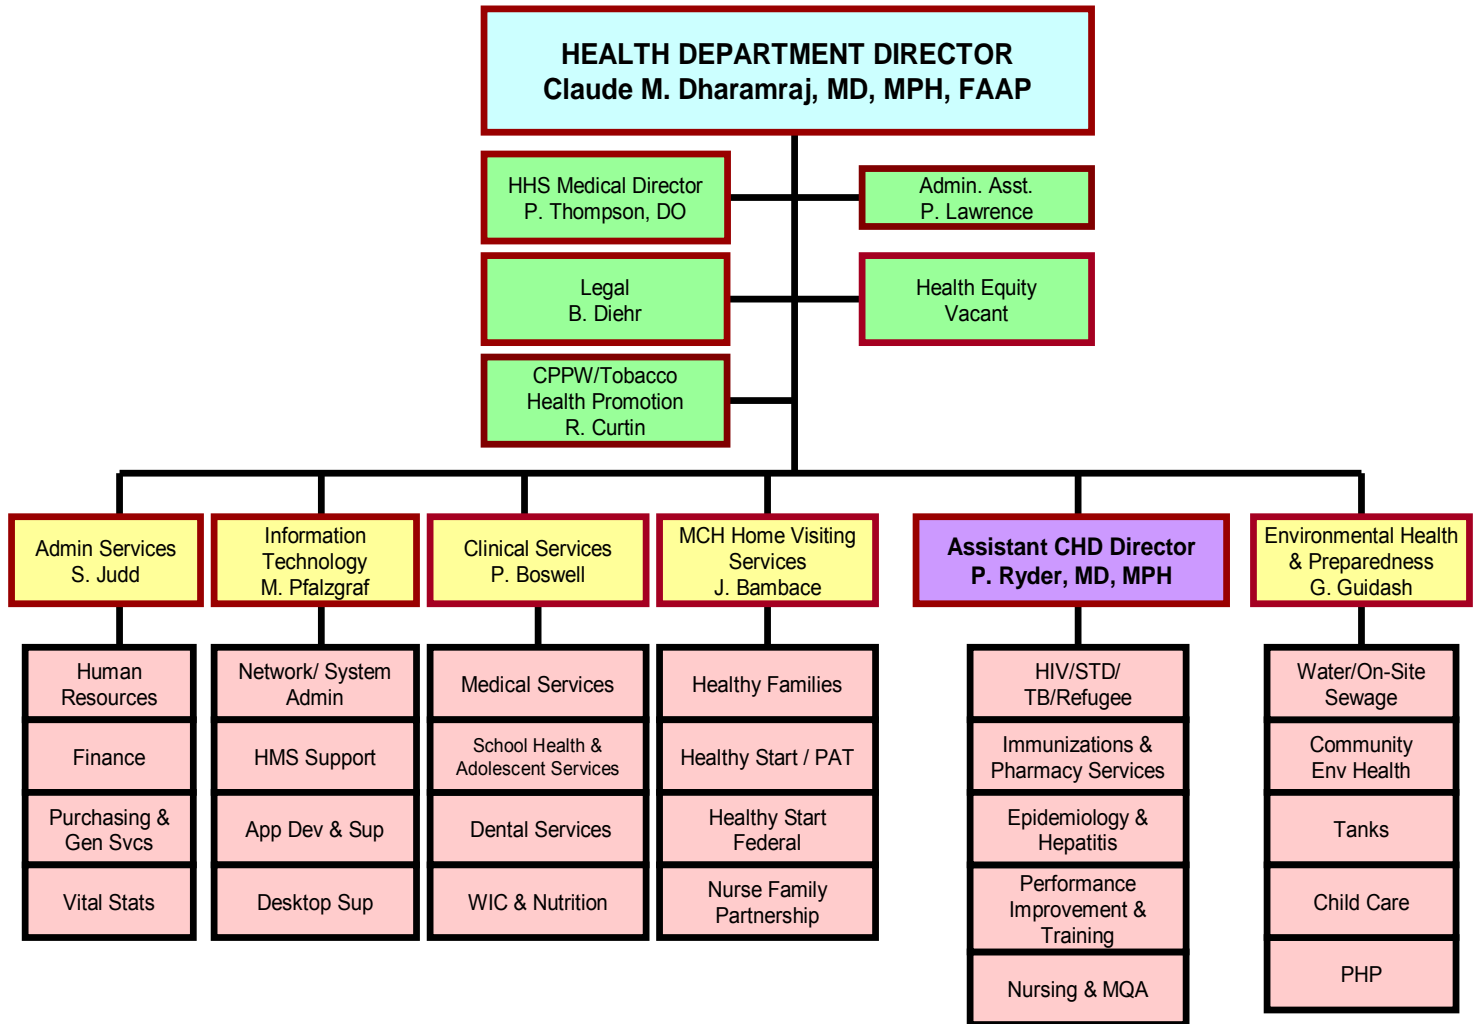 HEALTH DEPARTMENT DIRECTOR
Claude M. Dharamraj, MD, MPH, FAAP
HHS Medical Director
P. Thompson, DO
Admin. Asst.
P. Lawrence
Legal
B. Diehr
Health Equity
Vacant
CPPW/Tobacco
Health Promotion
R. Curtin
Admin Services
S. Judd
Information
Technology
M. Pfalzgraf
Clinical Services
P. Boswell
MCH Home Visiting
Services
J. Bambace
Assistant CHD Director
P. Ryder, MD, MPH
Environmental Health
& Preparedness
G. Guidash
Human
Resources
Finance
Purchasing &
Gen Svcs
Vital Stats
Network/ System
Admin
HMS Support
App Dev & Sup
Desktop Sup
Medical Services
School Health &
Adolescent Services
Dental Services
WIC & Nutrition
Healthy Families
Healthy Start / PAT
Healthy Start
Federal
Nurse Family
Partnership
HIV/STD/
TB/Refugee
Immunizations &
Pharmacy Services
Epidemiology &
Hepatitis
Performance
Improvement &
Training
Nursing & MQA
Water/On-Site
Sewage
Community
Env Health
Tanks
Child Care
PHP